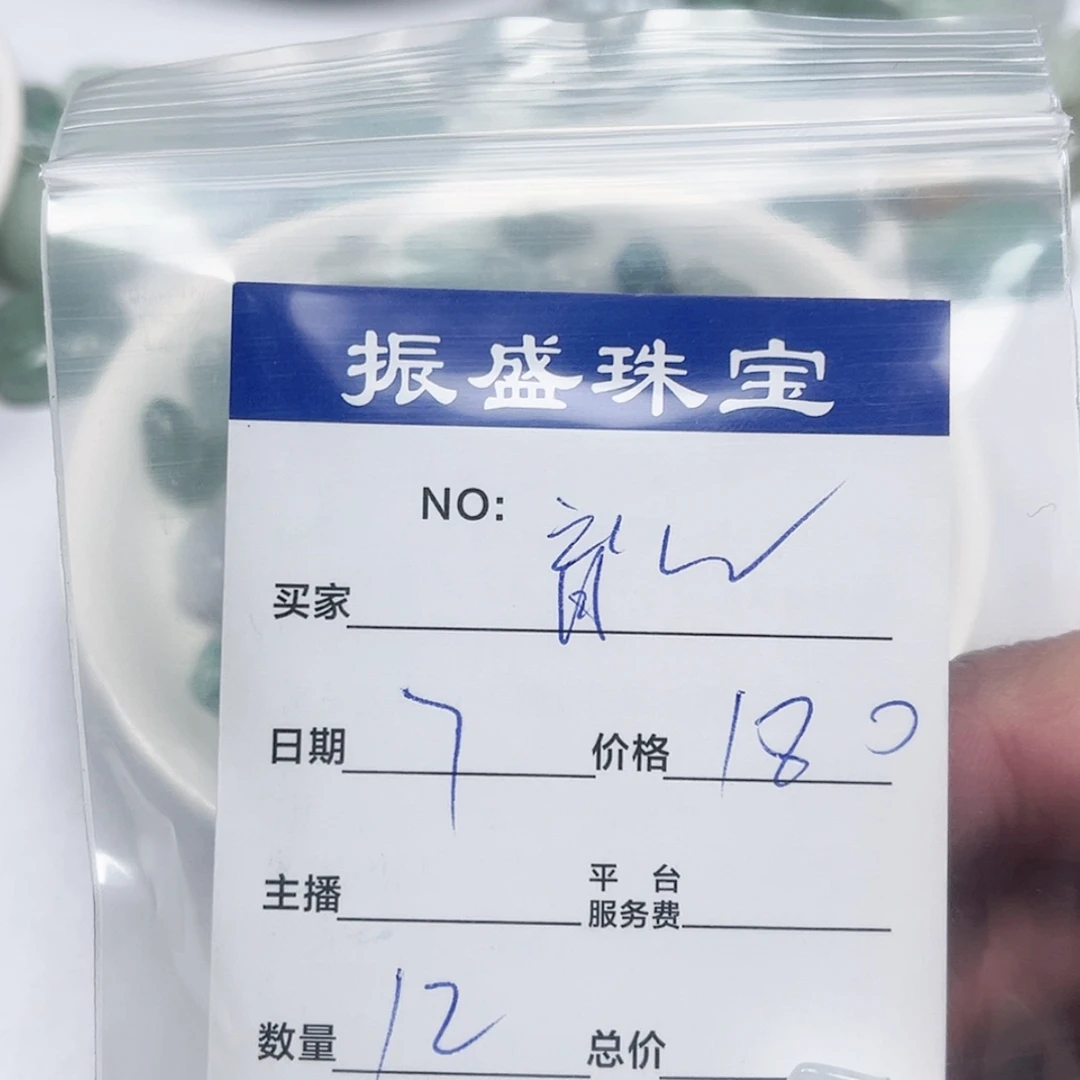 振盛珠宝
NO:
买家
日期 7 价格 180
主播 平台服务费
数量 12 总价